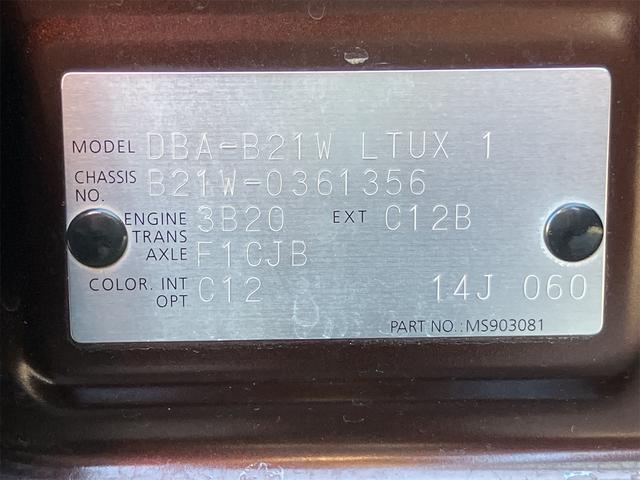 MODEL DBA-B21W LTUX 1
CHASSIS NO. B21W-0361356
ENGINE 3B20 EXT C12B
TRANS AXLE F1CJB
COLOR. INT OPT C12 14J 060
PART NO.: MS903081